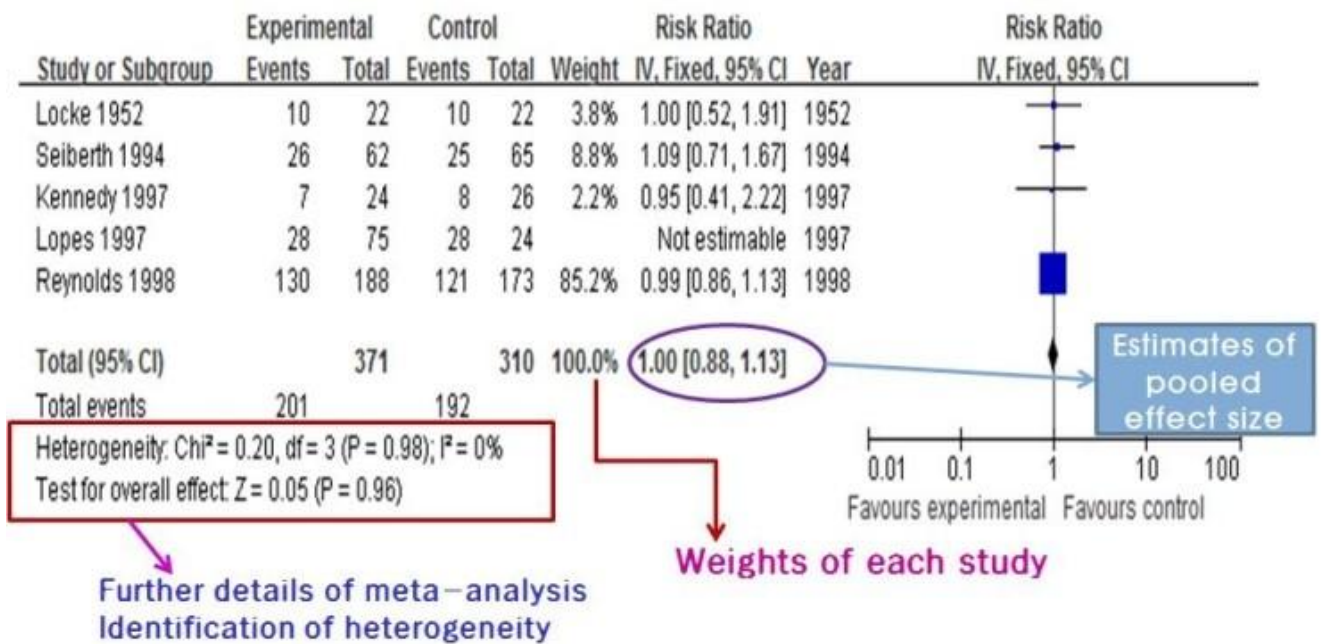 Experimental Control Risk Ratio Risk Ratio
Study or Subgroup Events Total Events Total Weight IV, Fixed, 95% CI Year IV, Fixed, 95% CI
Locke 1952 10 22 10 22 3.8% 1.00 [0.52, 1.91] 1952
Seiberth 1994 26 62 25 65 8.8% 1.09 [0.71, 1.67] 1994
Kennedy 1997 7 24 8 26 2.2% 0.95 [0.41, 2.22] 1997
Lopes 1997 28 75 28 24 Not estimable 1997
Reynolds 1998 130 188 121 173 85.2% 0.99 [0.86, 1.13] 1998
Total (95% CI) 371 310 100.0% 1.00 [0.88, 1.13]
Total events 201 192
Heterogeneity: Chi² = 0.20, df = 3 (P = 0.98); I² = 0%
Test for overall effect: Z = 0.05 (P = 0.96)
Estimates of
pooled
effect size
0.01 0.1 1 10 100
Favours experimental Favours control
Weights of each study
Further details of meta-analysis
Identification of heterogeneity